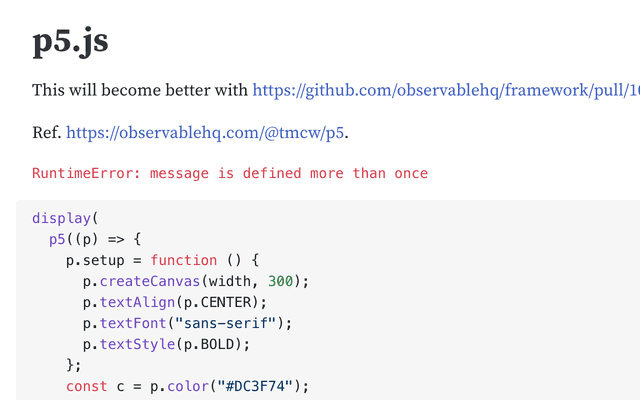 p5.js
This will become better with https://github.com/observablehq/framework/pull/1
Ref. https://observablehq.com/@tmcw/p5.
RuntimeError: message is defined more than once
display(
p5((p) => {
p.setup = function () {
p.createCanvas(width, 300);
p.textAlign(p.CENTER);
p.textFont("sans-serif");
p.textStyle(p.BOLD);
};
const c = p.color("#DC3F74");